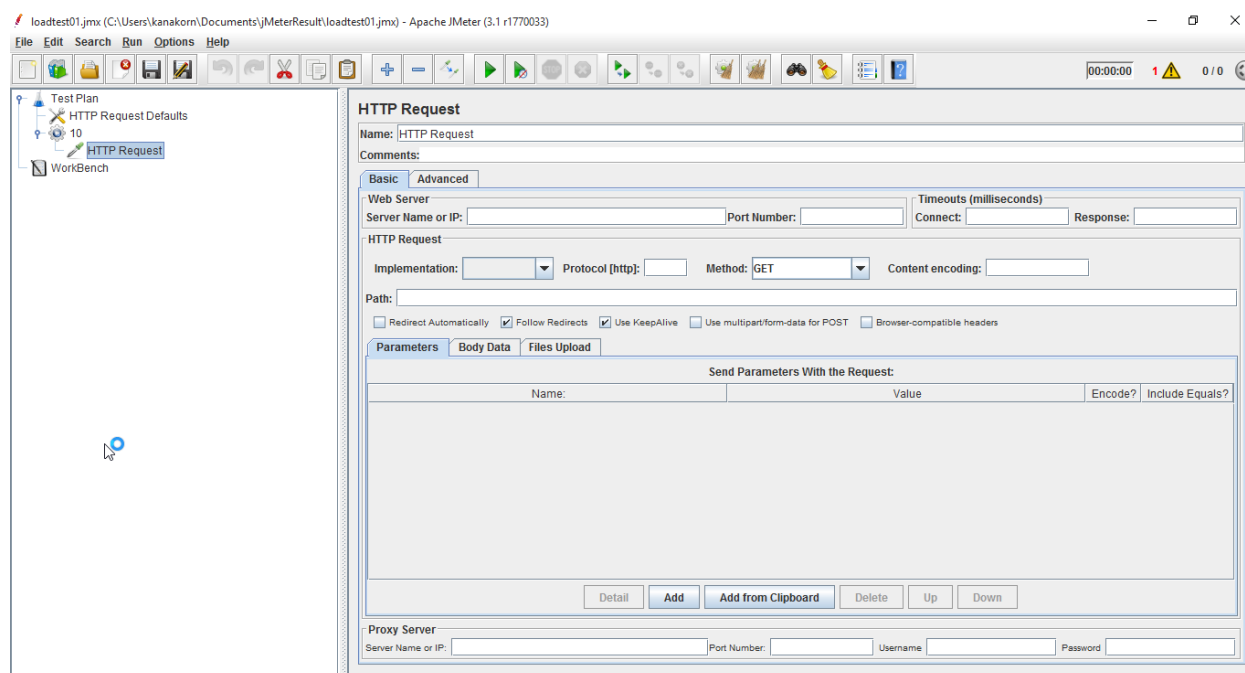 loadtest01.jmx (C:\Users\kanakorn\Documents\jMeterResult\loadtest01.jmx) - Apache JMeter (3.1 r1770033)
File Edit Search Run Options Help
00:00:00 1 0 / 0
Test Plan
HTTP Request Defaults
10
HTTP Request
WorkBench
HTTP Request
Name: HTTP Request
Comments:
Basic Advanced
Web Server Timeouts (milliseconds)
Server Name or IP: Port Number: Connect: Response:
HTTP Request
Implementation: Protocol [http]: Method: GET Content encoding:
Path:
Redirect Automatically Follow Redirects Use KeepAlive Use multipart/form-data for POST Browser-compatible headers
Parameters Body Data Files Upload
Send Parameters With the Request:
Name: Value Encode? Include Equals?
Detail Add Add from Clipboard Delete Up Down
Proxy Server
Server Name or IP: Port Number: Username Password